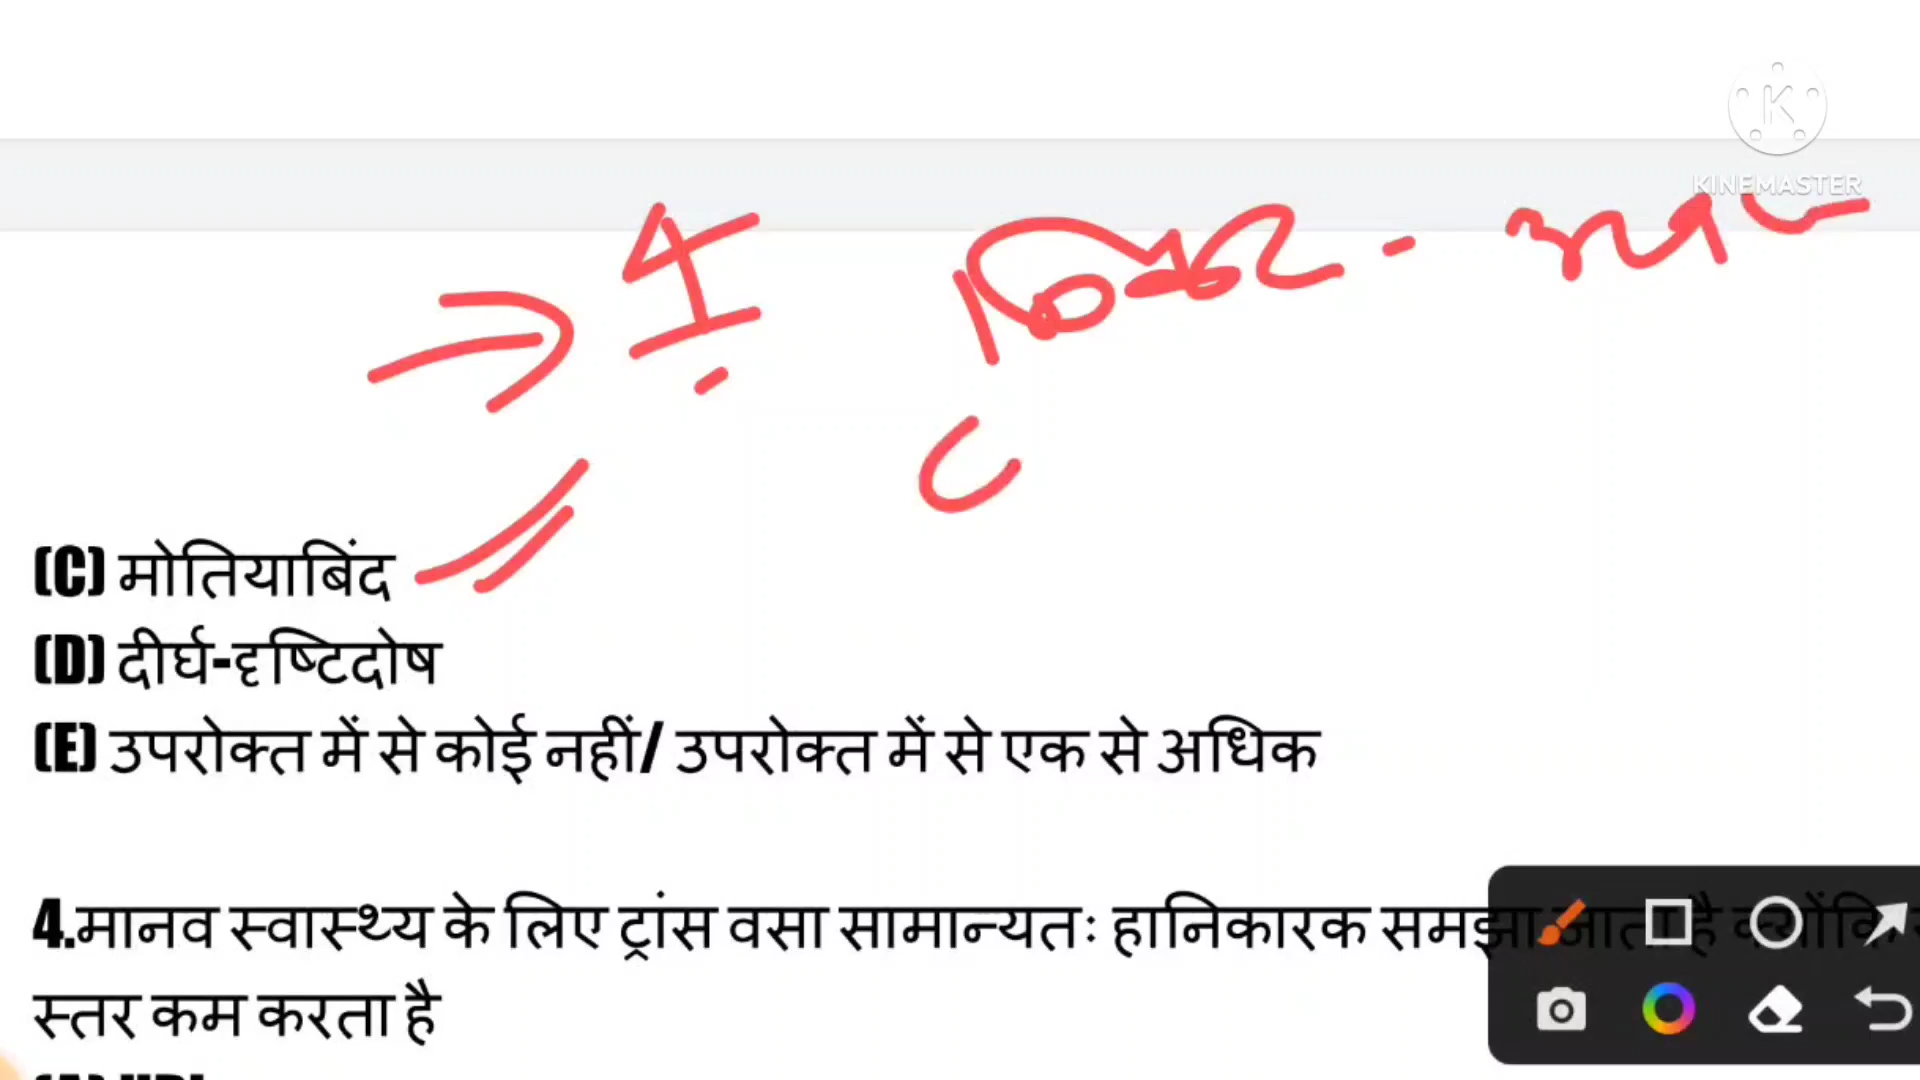 KINEMASTER
(C) मोतियाबिंद
(D) दीर्घ-दृष्टिदोष
(E) उपरोक्त में से कोई नहीं/ उपरोक्त में से एक से अधिक
4.मानव स्वास्थ्य के लिए ट्रांस वसा सामान्यतः हानिकारक समझा जाता है क्योंकि
स्तर कम करता है